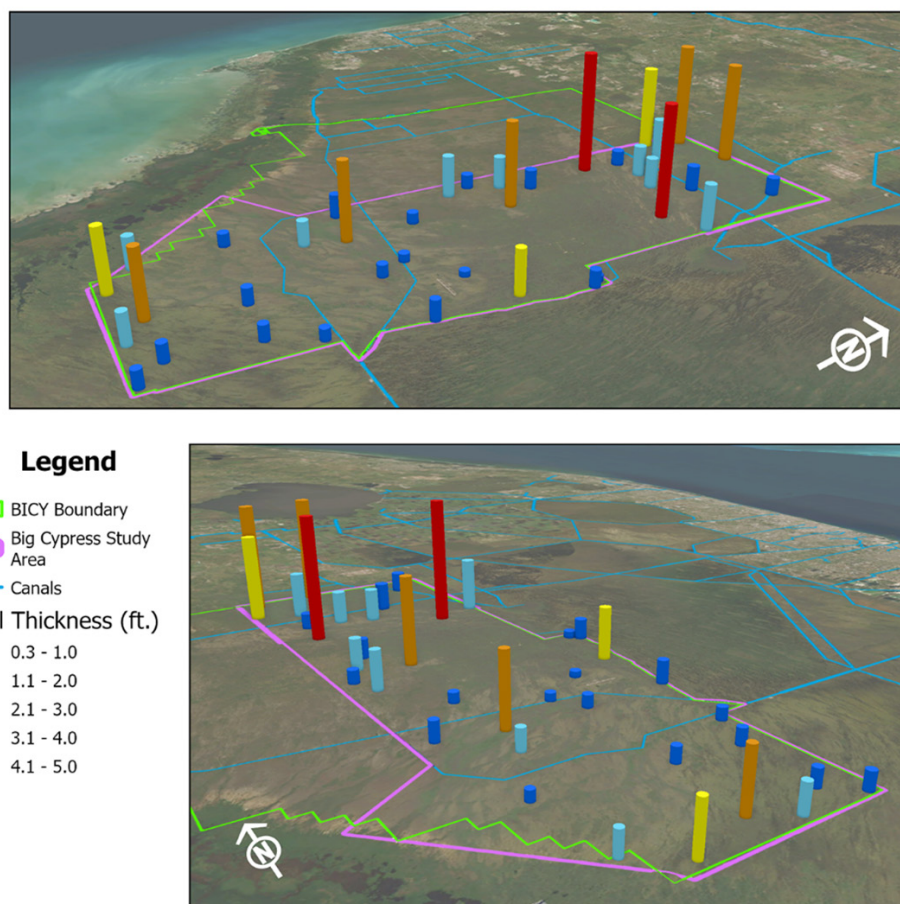 N
Legend
BICY Boundary
Big Cypress Study
Area
Canals
Thickness (ft.)
0.3 - 1.0
1.1 - 2.0
2.1 - 3.0
3.1 - 4.0
4.1 - 5.0
N